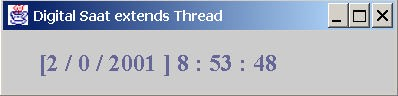 Digital Saat extends Thread
[2 / 0 / 2001 ] 8 : 53 : 48